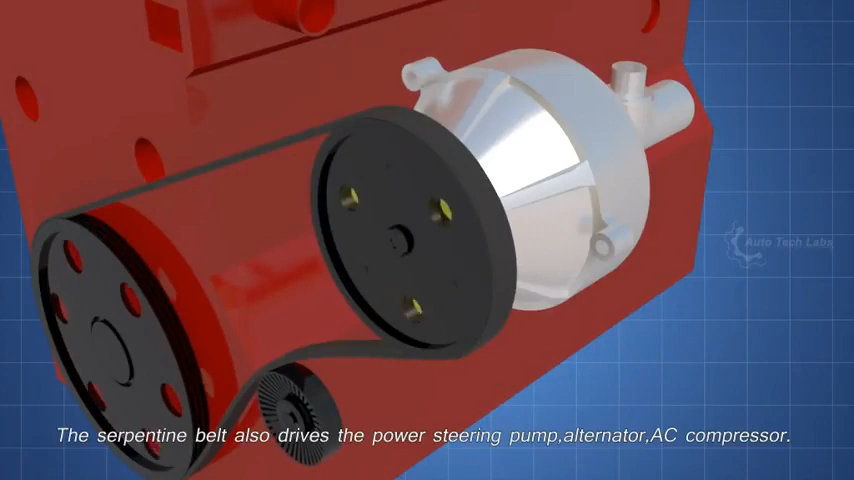 Auto Tech Labs
The serpentine belt also drives the power steering pump,alternator,AC compressor.